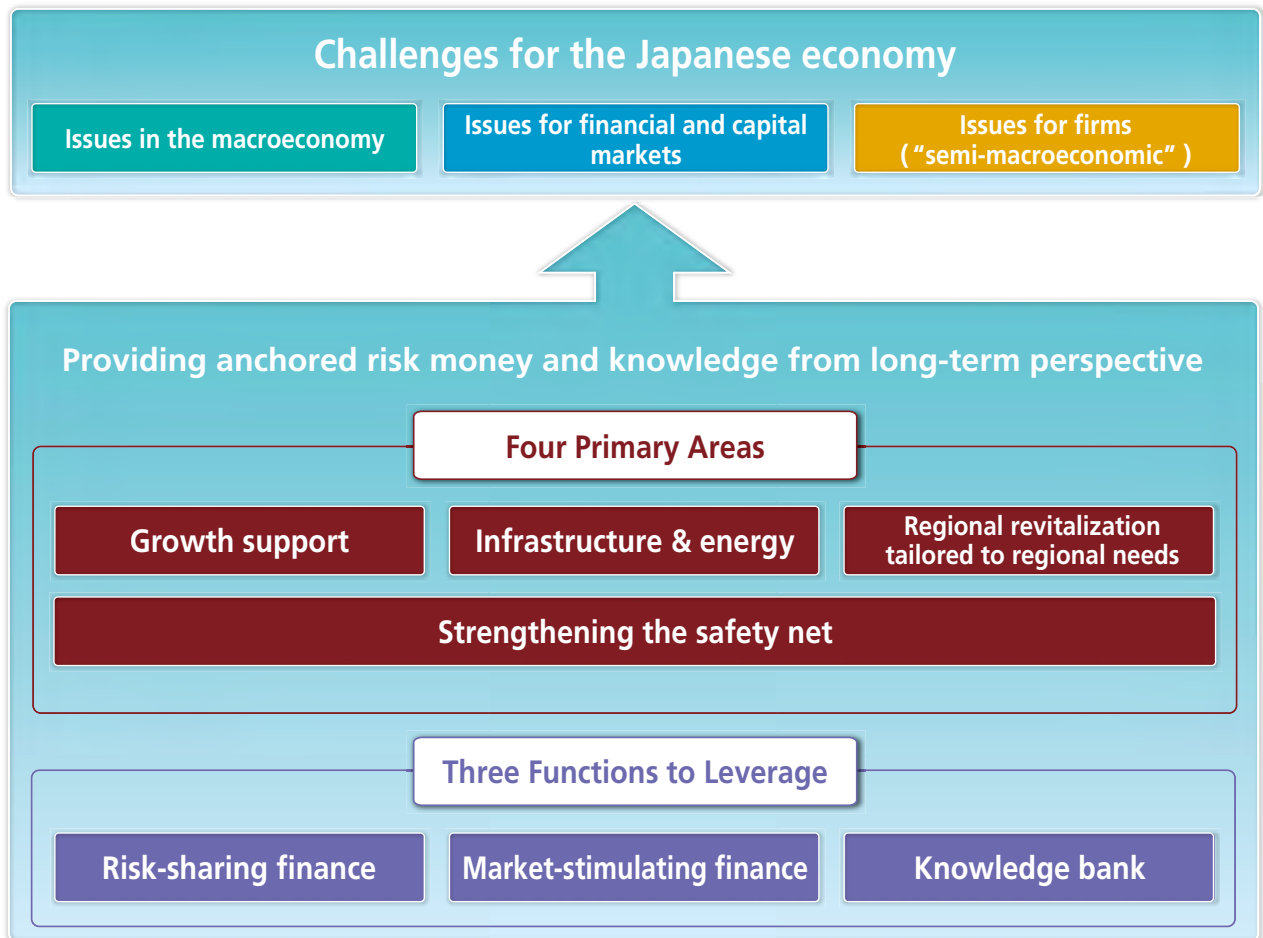 Challenges for the Japanese economy
Issues in the macroeconomy
Issues for financial and capital
markets
Issues for firms
( “semi-macroeconomic” )
Providing anchored risk money and knowledge from long-term perspective
Four Primary Areas
Growth support
Infrastructure & energy
Regional revitalization
tailored to regional needs
Strengthening the safety net
Three Functions to Leverage
Risk-sharing finance
Market-stimulating finance
Knowledge bank